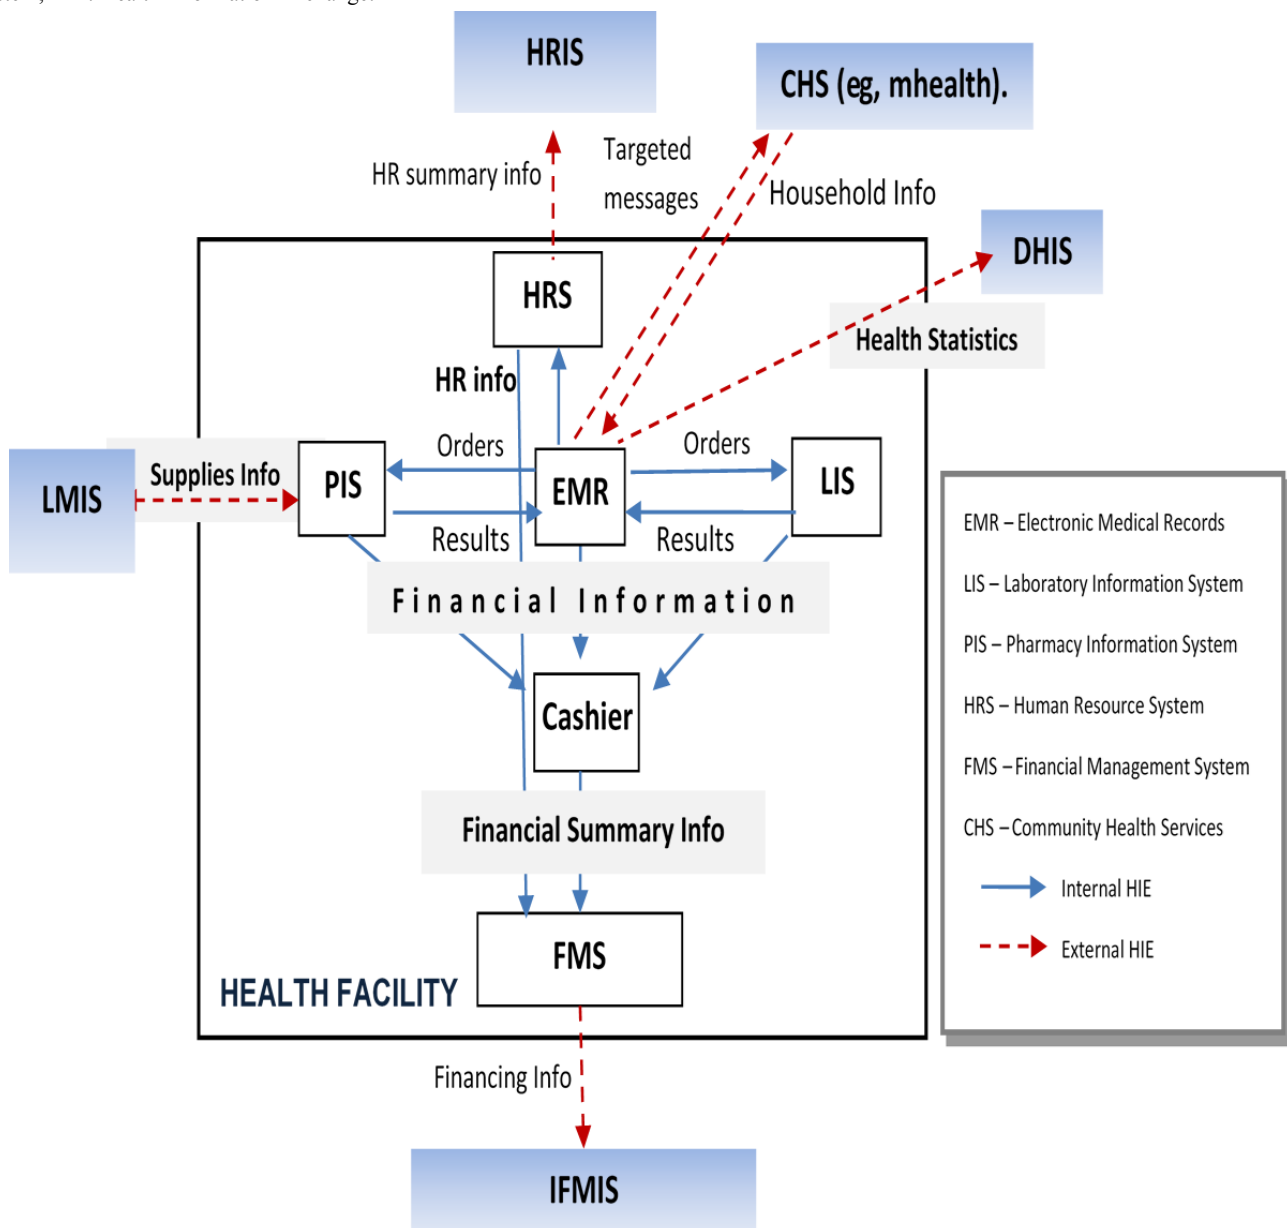 HRIS
CHS (eg, mhealth).
HR summary info
Targeted
messages
Household Info
DHIS
HRS
Health Statistics
HR info
Orders
Orders
LMIS
Supplies Info
PIS
EMR
LIS
Results
Results
Financial Information
Cashier
Financial Summary Info
FMS
HEALTH FACILITY
Financing Info
IFMIS
EMR – Electronic Medical Records
LIS – Laboratory Information System
PIS – Pharmacy Information System
HRS – Human Resource System
FMS – Financial Management System
CHS – Community Health Services
Internal HIE
External HIE